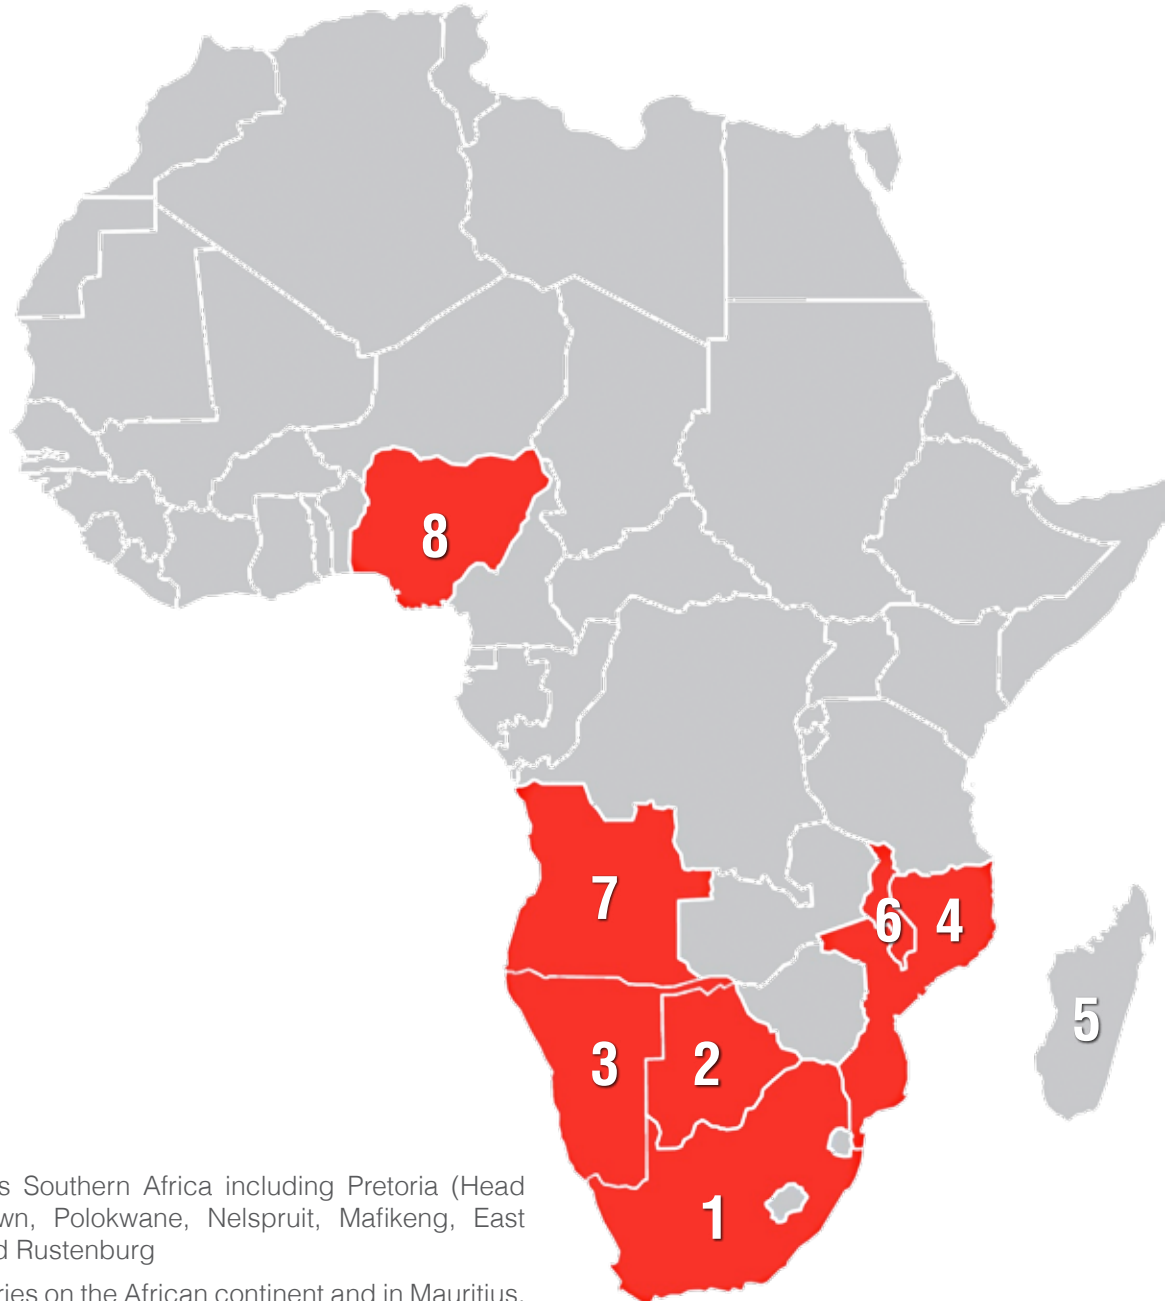 8
7
6
4
5
3
2
1
s Southern Africa including Pretoria (Head
wn, Polokwane, Nelspruit, Mafikeng, East
d Rustenburg
ries on the African continent and in Mauritius.